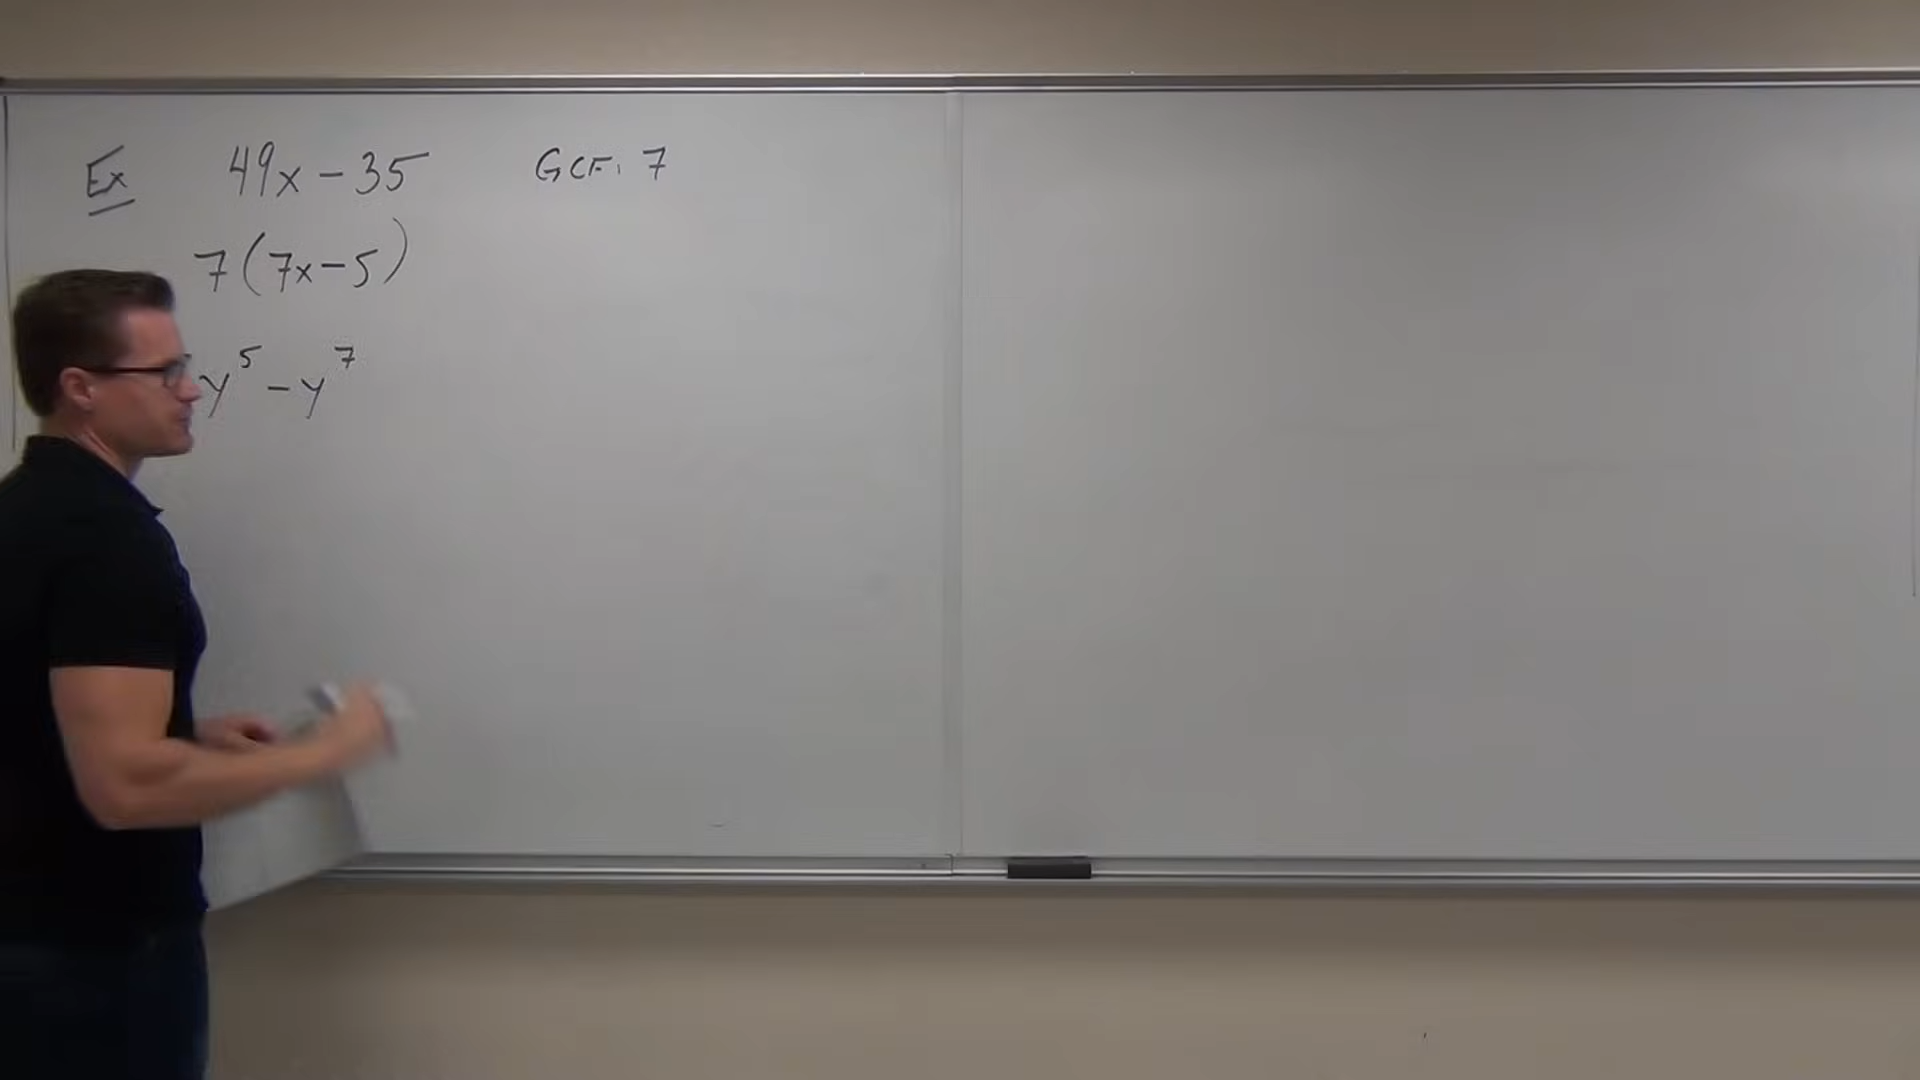 Ex 49x - 35 GCF: 7
7(7x - 5)
y⁵ - y⁷